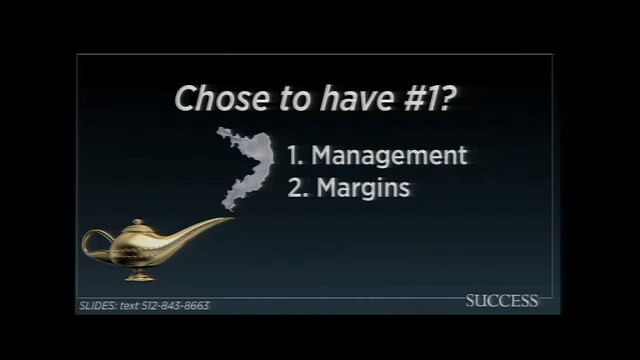 Chose to have #1?
1. Management
2. Margins
SLIDES: text 512-843-8663
SUCCESS